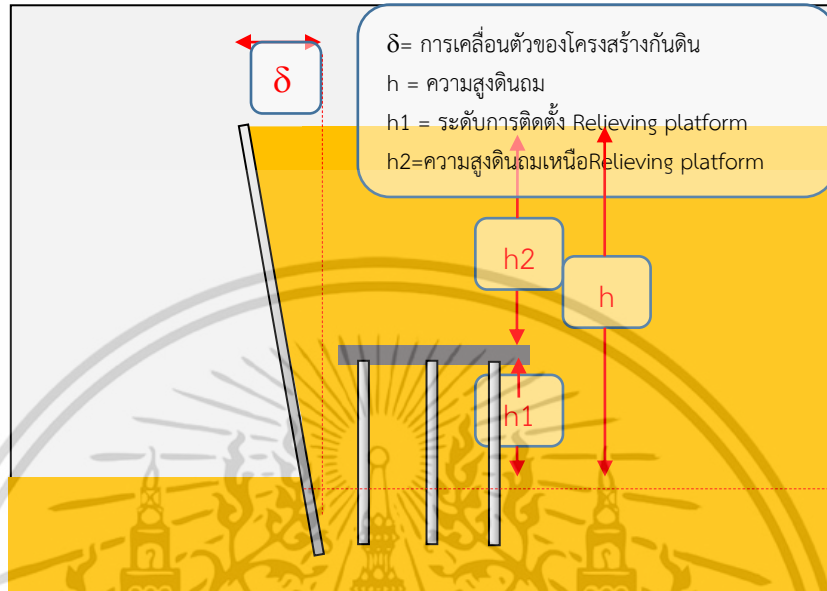 δ= การเคลื่อนตัวของโครงสร้างกันดิน
δ
h = ความสูงดินถม
h1 = ระดับการติดตั้ง Relieving platform
h2=ความสูงดินถมเหนือRelieving platform
h2
h
h1